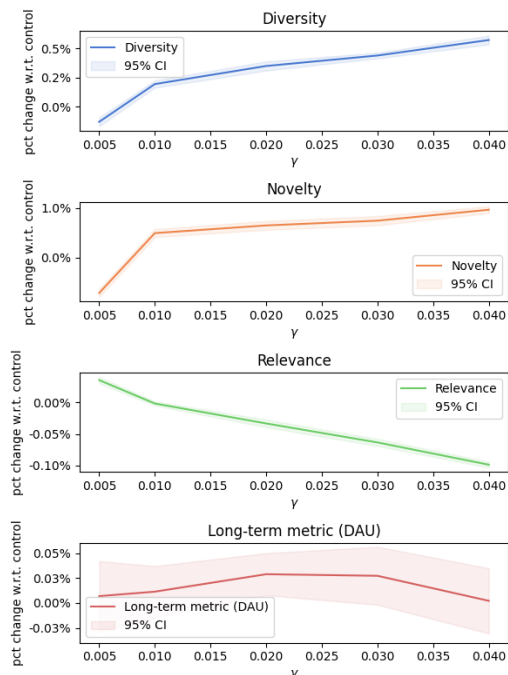 Diversity
pct change w.r.t. control
0.5%
0.2%
0.0%
Diversity
95% CI
0.005 0.010 0.015 0.020 0.025 0.030 0.035 0.040
γ
Novelty
pct change w.r.t. control
1.0%
0.0%
Novelty
95% CI
0.005 0.010 0.015 0.020 0.025 0.030 0.035 0.040
γ
Relevance
pct change w.r.t. control
0.00%
-0.05%
-0.10%
Relevance
95% CI
0.005 0.010 0.015 0.020 0.025 0.030 0.035 0.040
γ
Long-term metric (DAU)
pct change w.r.t. control
0.05%
0.03%
0.00%
-0.03%
Long-term metric (DAU)
95% CI
0.005 0.010 0.015 0.020 0.025 0.030 0.035 0.040
γ